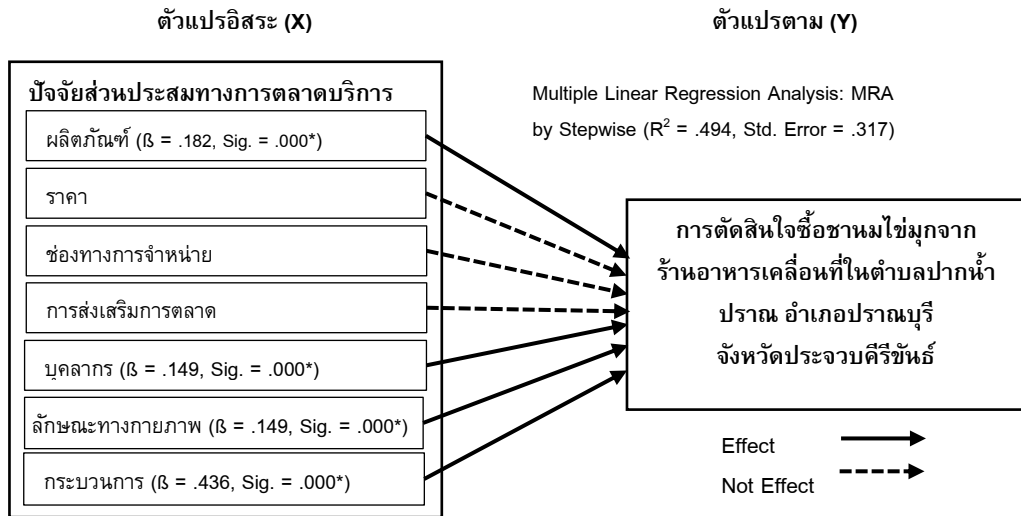 ตัวแปรอิสระ (X)
ตัวแปรตาม (Y)
ปัจจัยส่วนประสมทางการตลาดบริการ
ผลิตภัณฑ์ (ß = .182, Sig. = .000*)
ราคา
ช่องทางการจำหน่าย
การส่งเสริมการตลาด
บุคลากร (ß = .149, Sig. = .000*)
ลักษณะทางกายภาพ (ß = .149, Sig. = .000*)
กระบวนการ (ß = .436, Sig. = .000*)
Multiple Linear Regression Analysis: MRA
by Stepwise (R² = .494, Std. Error = .317)
การตัดสินใจซื้อชานมไข่มุกจาก
ร้านอาหารเคลื่อนที่ในตำบลปากน้ำ
ปราณ อำเภอปราณบุรี
จังหวัดประจวบคีรีขันธ์
Effect
Not Effect